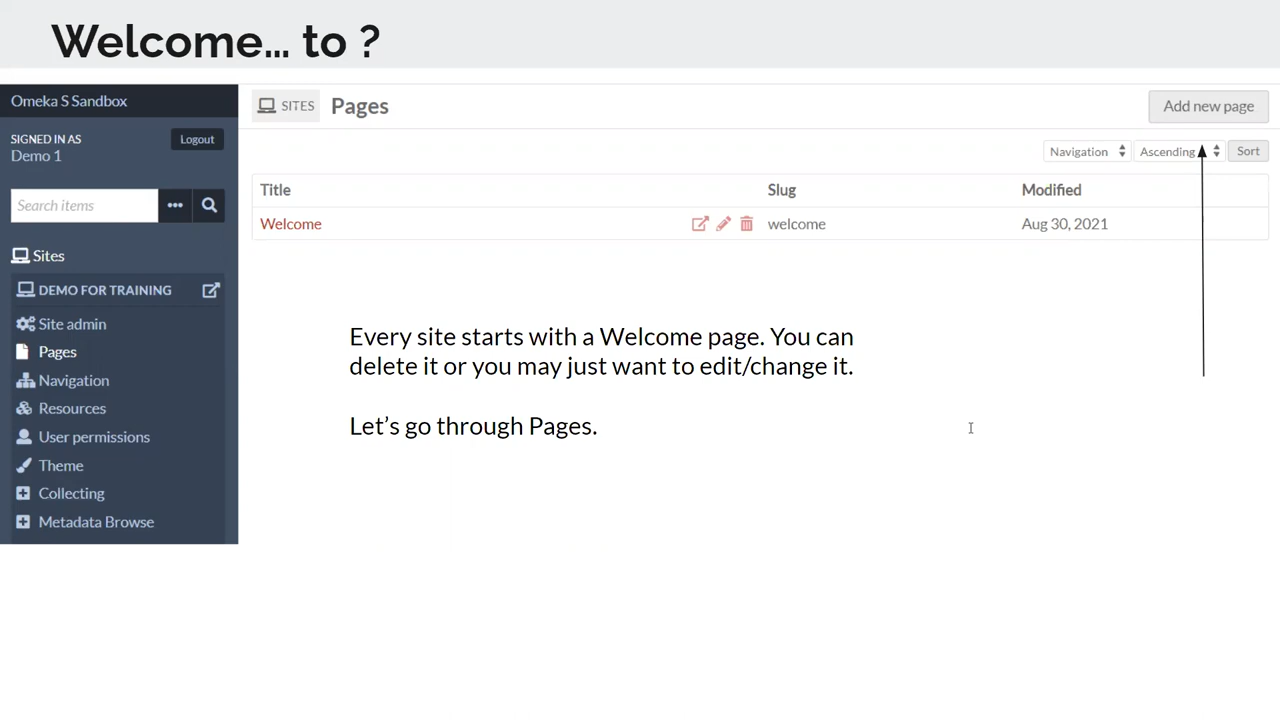 Welcome… to ?
Omeka S Sandbox
SITES Pages
Add new page
SIGNED IN AS
Logout
Demo 1
Navigation Ascending Sort
Search items
Title Slug Modified
Welcome welcome Aug 30, 2021
Sites
DEMO FOR TRAINING
Site admin
Pages
Navigation
Resources
User permissions
Theme
Collecting
Metadata Browse
Every site starts with a Welcome page. You can
delete it or you may just want to edit/change it.
Let’s go through Pages.